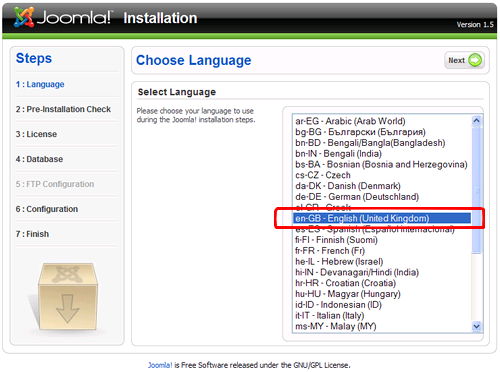 Joomla! Installation
Version 1.5
Steps
1 : Language
2 : Pre-Installation Check
3 : License
4 : Database
5 : FTP Configuration
6 : Configuration
7 : Finish
Choose Language
Next
Select Language
Please choose your language to use
during the Joomla! installation steps.
ar-EG - Arabic (Arab World)
bg-BG - Български (България)
bn-BD - Bengali/Bangla(Bangladesh)
bn-IN - Bengali (India)
bs-BA - Bosnian (Bosnia and Herzegovina)
cs-CZ - Czech
da-DK - Danish (Denmark)
de-DE - German (Deutschland)
el-GR - Greek
en-GB - English (United Kingdom)
es-ES - Spanish (Español internacional)
fi-FI - Finnish (Suomi)
fr-FR - French (Fr)
he-IL - Hebrew (Israel)
hi-IN - Devanagari/Hindi (India)
hr-HR - Croatian (HR)
hu-HU - Magyar (Hungary)
id-ID - Indonesian (ID)
it-IT - Italian (Italy)
ms-MY - Malay (MY)
Joomla! is Free Software released under the GNU/GPL License.